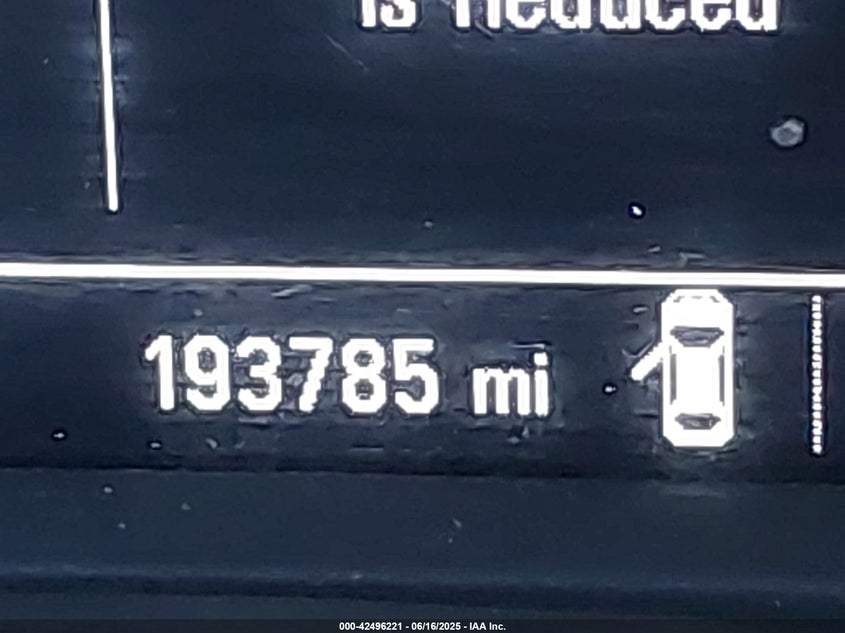 is Reduced
193785 mi
000-42496221 - 06/16/2025 - IAA Inc.